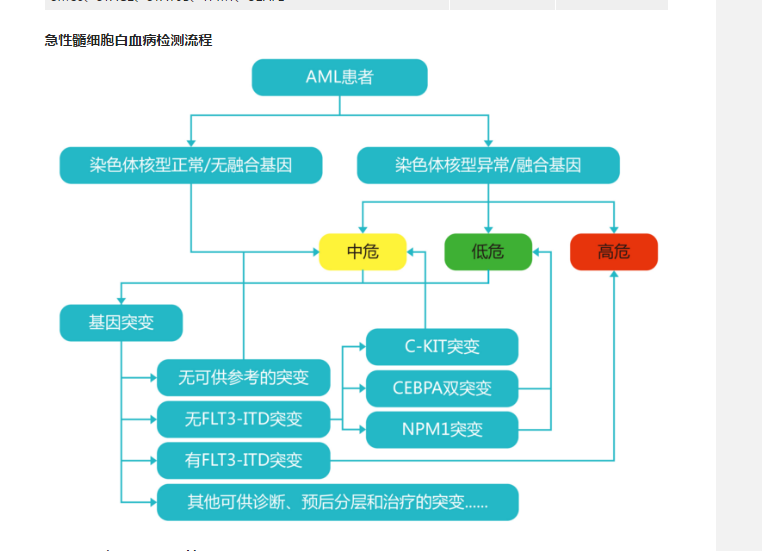 急性髓细胞白血病检测流程
AML患者
染色体核型正常/无融合基因
染色体核型异常/融合基因
中危
低危
高危
基因突变
C-KIT突变
无可供参考的突变
CEBPA双突变
无FLT3-ITD突变
NPM1突变
有FLT3-ITD突变
其他可供诊断、预后分层和治疗的突变......